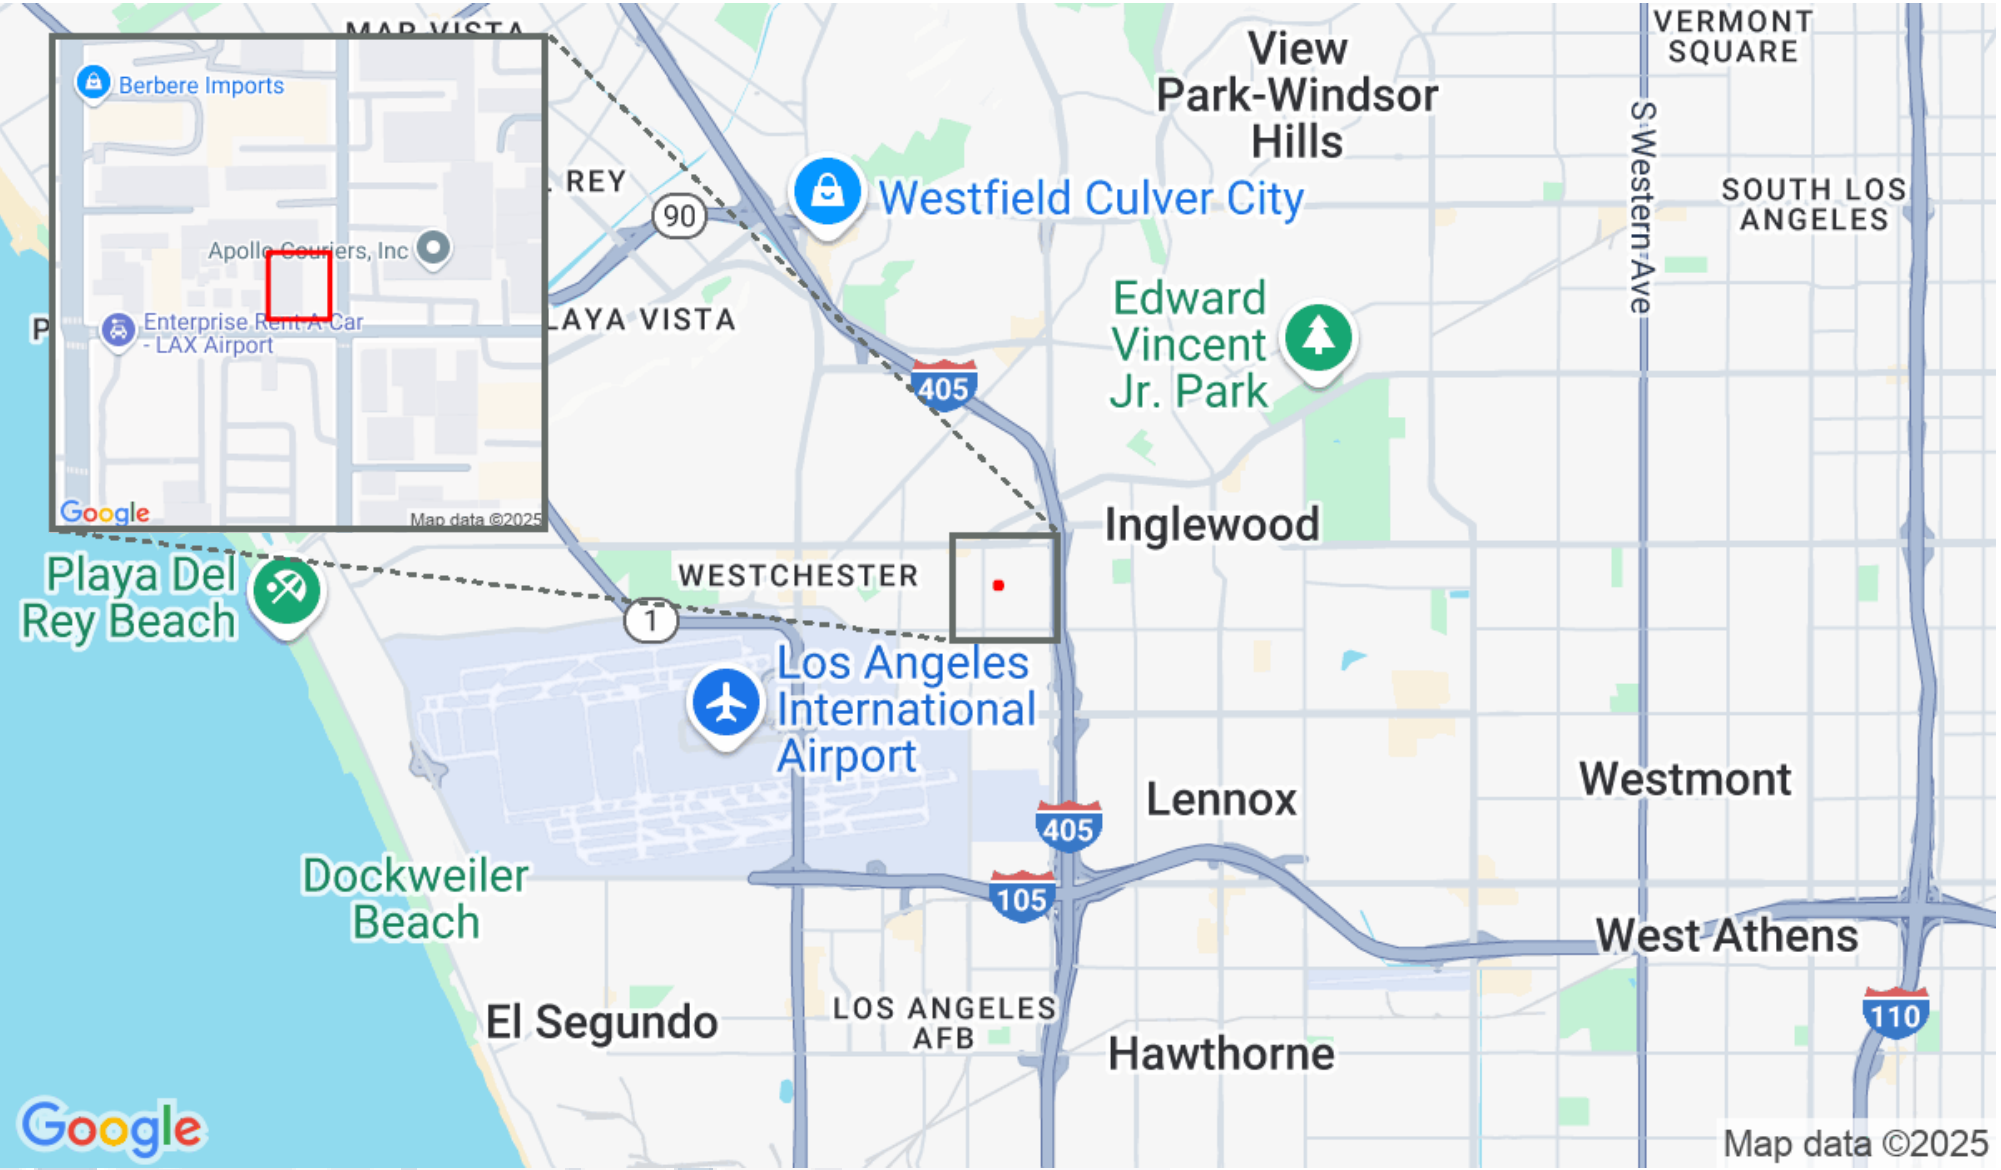 MAR VISTA
Berbere Imports
Apollo Couriers, Inc
Enterprise Rent-A-Car
- LAX Airport
Google
Map data ©2025
View
Park-Windsor
Hills
VERMONT
SQUARE
S Western Ave
SOUTH LOS
ANGELES
REY
90
Westfield Culver City
LAYA VISTA
P
Edward
Vincent
Jr. Park
405
Inglewood
WESTCHESTER
Playa Del
Rey Beach
1
Los Angeles
International
Airport
Westmont
Lennox
405
Dockweiler
Beach
105
West Athens
El Segundo
LOS ANGELES
AFB
Hawthorne
110
Google
Map data ©2025